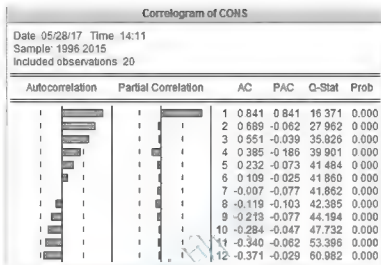 Correlogram of CONS
Date: 05/28/17 Time: 14:11
Sample: 1996 2015
Included observations: 20
Autocorrelation Partial Correlation AC PAC Q-Stat Prob
1 0.841 0.841 16.371 0.000
2 0.689 -0.062 27.962 0.000
3 0.551 -0.039 35.826 0.000
4 0.385 -0.186 39.901 0.000
5 0.232 -0.073 41.484 0.000
6 0.109 -0.025 41.860 0.000
7 -0.007 -0.077 41.862 0.000
8 -0.119 -0.103 42.385 0.000
9 -0.213 -0.077 44.194 0.000
10 -0.284 -0.047 47.732 0.000
11 -0.340 -0.062 53.396 0.000
12 -0.371 -0.029 60.982 0.000